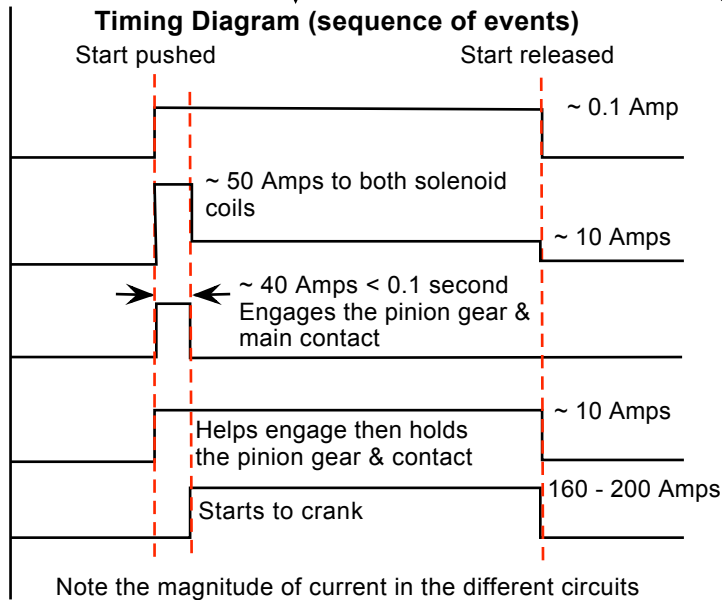 Timing Diagram (sequence of events)
Start pushed
Start released
~ 0.1 Amp
~ 50 Amps to both solenoid
coils
~ 10 Amps
~ 40 Amps < 0.1 second
Engages the pinion gear &
main contact
~ 10 Amps
Helps engage then holds
the pinion gear & contact
160 - 200 Amps
Starts to crank
Note the magnitude of current in the different circuits